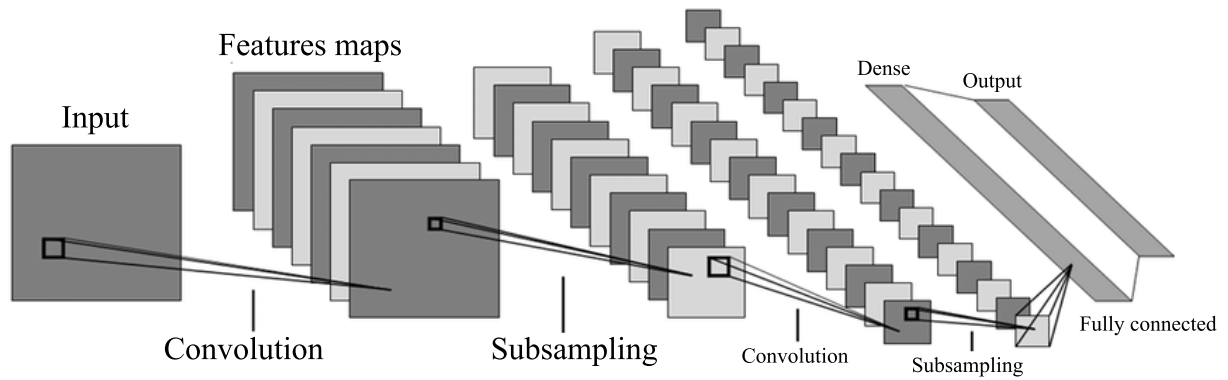 Features maps
Input
Dense
Output
Convolution
Subsampling
Convolution
Subsampling
Fully connected